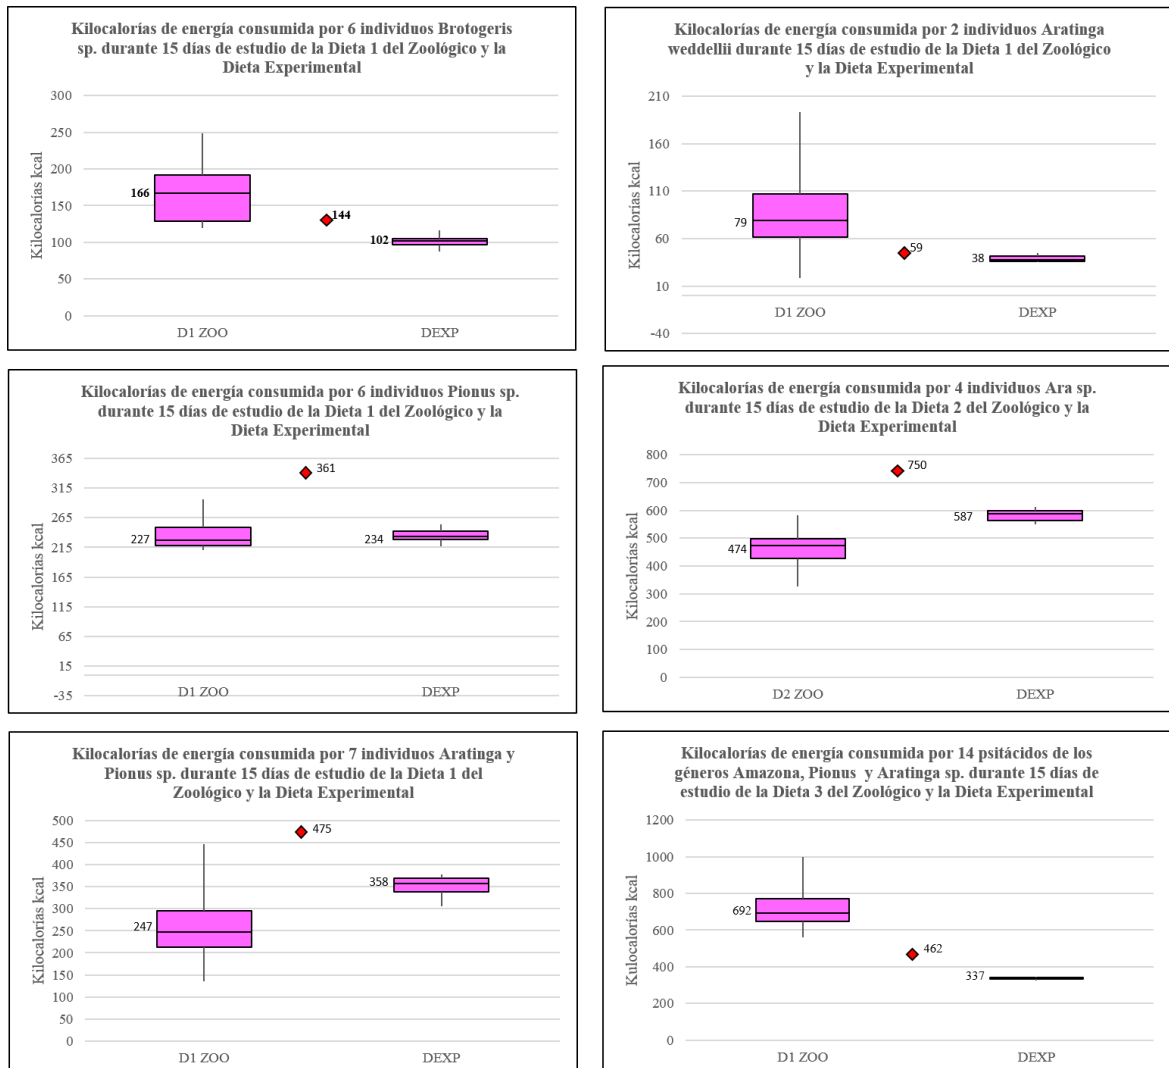 Kilocalorías de energía consumida por 6 individuos Brotogeris
sp. durante 15 días de estudio de la Dieta 1 del Zoológico y la
Dieta Experimental
Kilocalorías kcal
300
250
200
150
100
50
0
166
144
102
D1 ZOO
DEXP
Kilocalorías de energía consumida por 2 individuos Aratinga
weddellii durante 15 días de estudio de la Dieta 1 del Zoológico
y la Dieta Experimental
Kilocalorías kcal
210
160
110
60
10
-40
79
59
38
D1 ZOO
DEXP
Kilocalorías de energía consumida por 6 individuos Pionus sp.
durante 15 días de estudio de la Dieta 1 del Zoológico y la
Dieta Experimental
Kilocalorías kcal
365
315
265
215
165
115
65
15
-35
227
361
234
D1 ZOO
DEXP
Kilocalorías de energía consumida por 4 individuos Ara sp.
durante 15 días de estudio de la Dieta 2 del Zoológico y la
Dieta Experimental
Kilocalorías kcal
800
700
600
500
400
300
200
100
0
474
750
587
D2 ZOO
DEXP
Kilocalorías de energía consumida por 7 individuos Aratinga y
Pionus sp. durante 15 días de estudio de la Dieta 1 del
Zoológico y la Dieta Experimental
Kilocalorías kcal
500
450
400
350
300
250
200
150
100
50
0
247
475
358
D1 ZOO
DEXP
Kilocalorías de energía consumida por 14 psitácidos de los
géneros Amazona, Pionus y Aratinga sp. durante 15 días de
estudio de la Dieta 3 del Zoológico y la Dieta Experimental
Kulocalorías kcal
1200
1000
800
600
400
200
0
692
462
337
D1 ZOO
DEXP